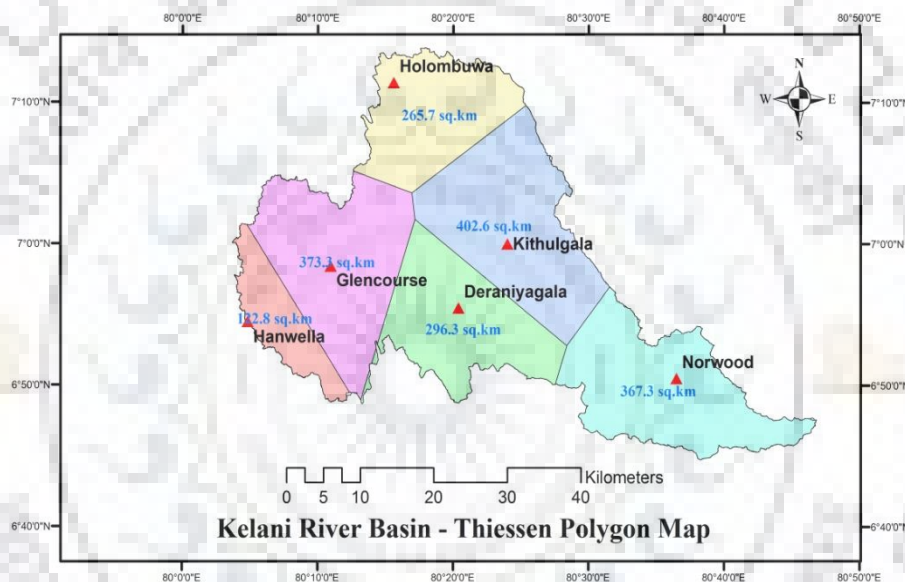 80°0'0"E 80°10'0"E 80°20'0"E 80°30'0"E 80°40'0"E 80°50'0"E
N
W E
S
7°10'0"N 7°10'0"N
Holombuwa
265.7 sq.km
402.6 sq.km
7°0'0"N Kithulgala 7°0'0"N
373.3 sq.km
Glencourse
Deraniyagala
122.8 sq.km
296.3 sq.km
Hanwella
Norwood
6°50'0"N 367.3 sq.km 6°50'0"N
Kilometers
0 5 10 20 30 40
6°40'0"N Kelani River Basin - Thiessen Polygon Map 6°40'0"N
80°0'0"E 80°10'0"E 80°20'0"E 80°30'0"E 80°40'0"E 80°50'0"E